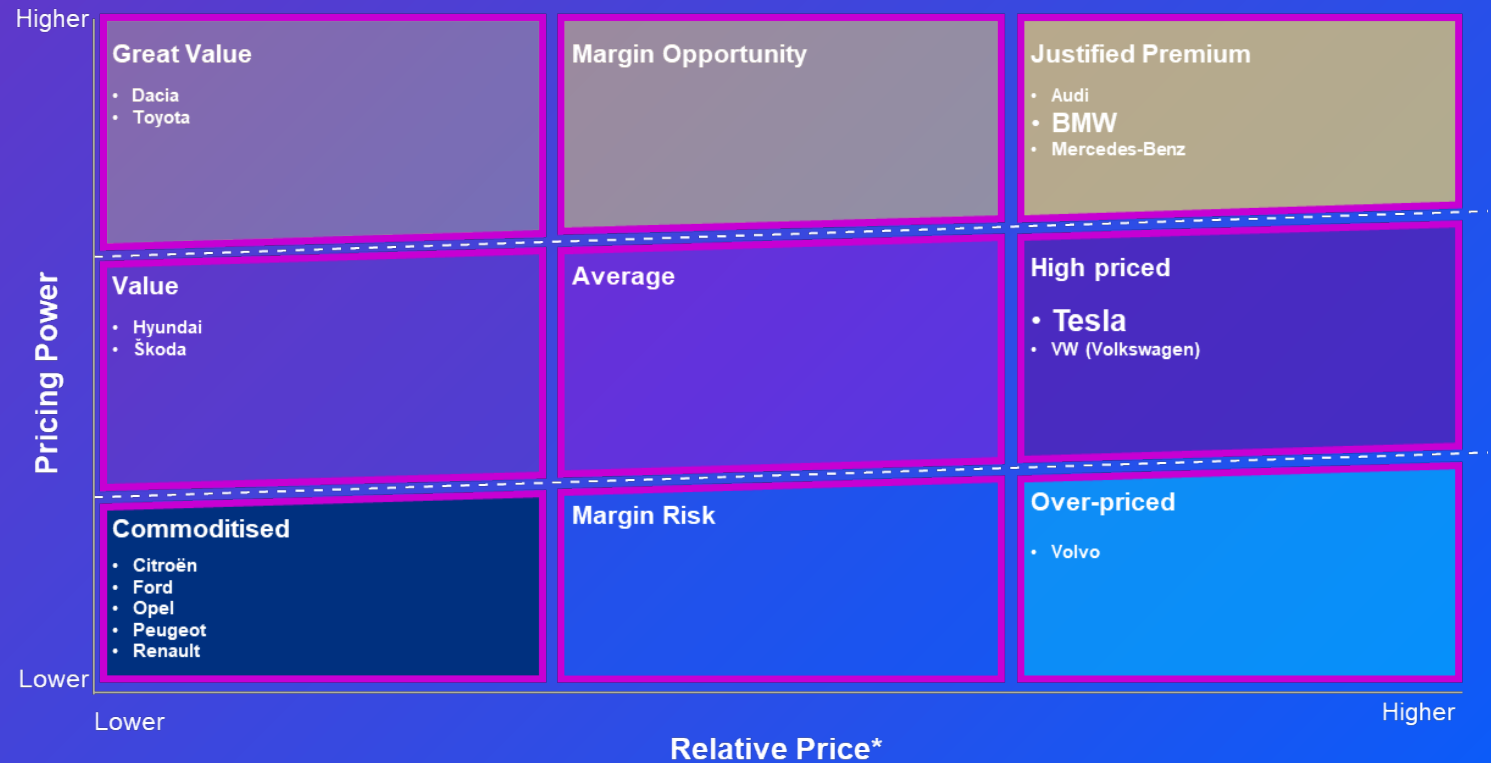 Higher
Great Value
• Dacia
• Toyota
Margin Opportunity
Justified Premium
• Audi
• BMW
• Mercedes-Benz
Pricing Power
Value
• Hyundai
• Škoda
Average
High priced
• Tesla
• VW (Volkswagen)
Commoditised
• Citroën
• Ford
• Opel
• Peugeot
• Renault
Margin Risk
Over-priced
• Volvo
Lower
Lower
Higher
Relative Price*